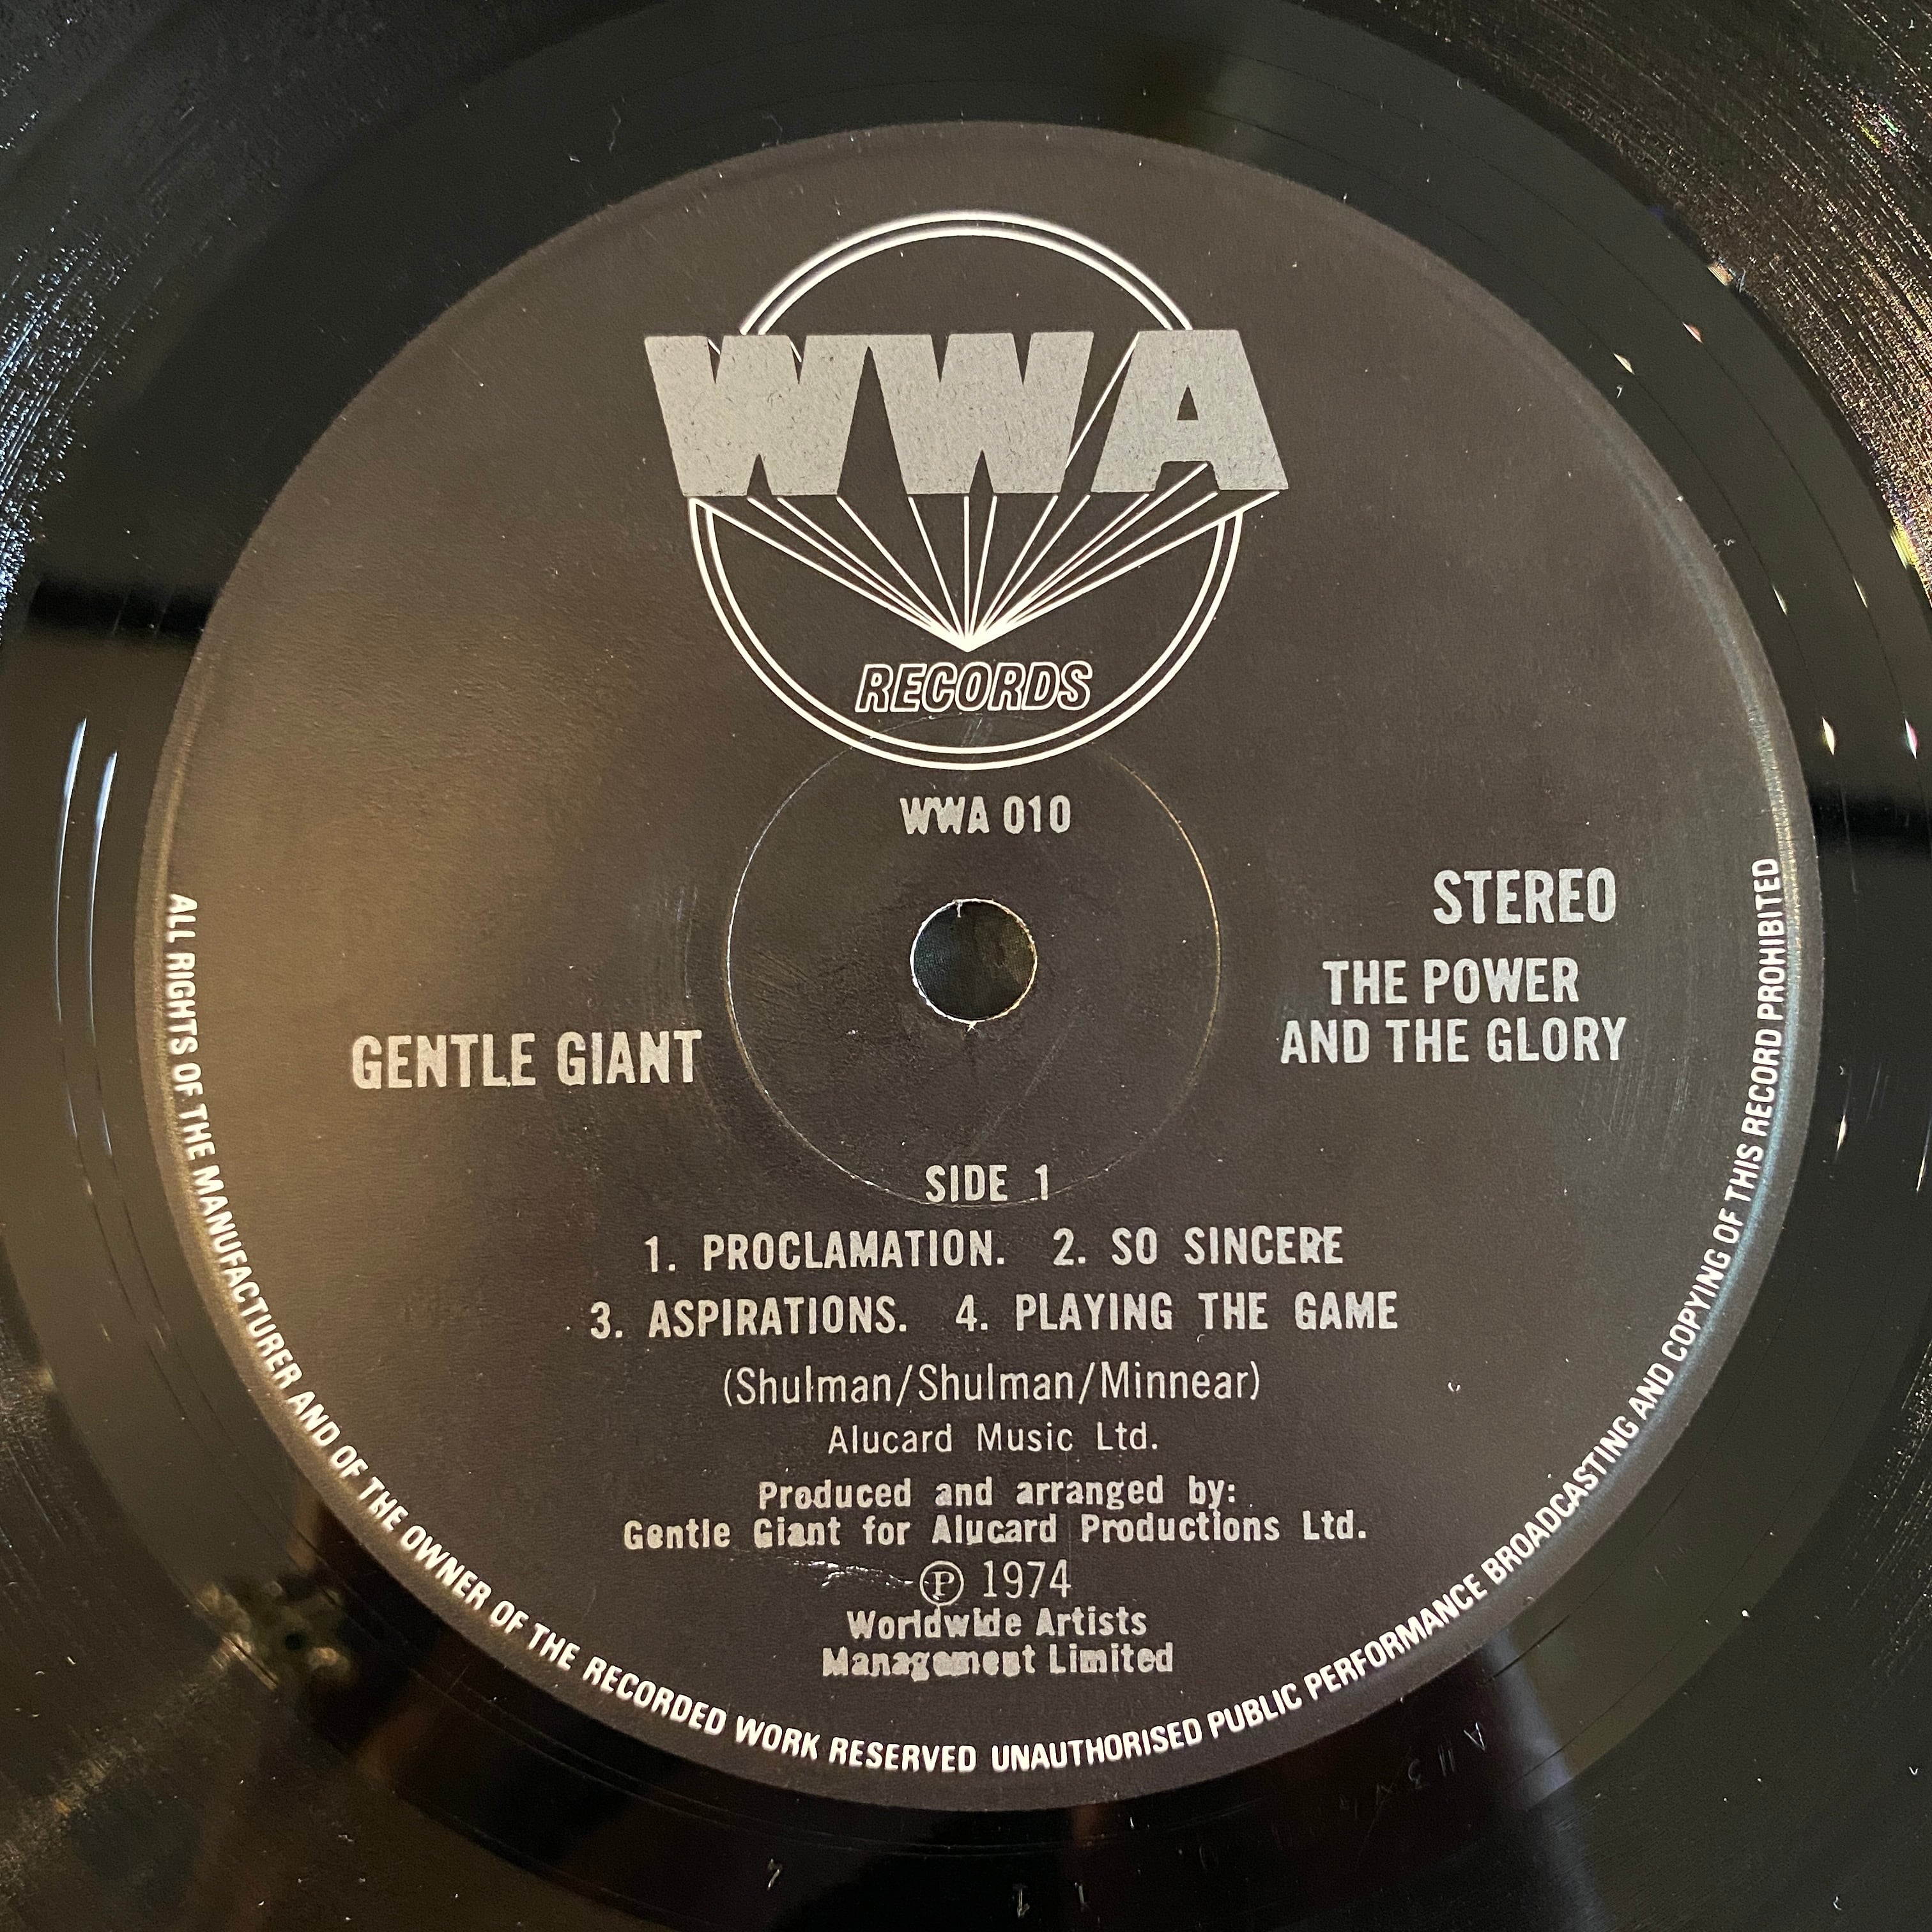 WWA
RECORDS
WWA 010
STEREO
THE POWER
AND THE GLORY
GENTLE GIANT
SIDE 1
1. PROCLAMATION. 2. SO SINCERE
3. ASPIRATIONS. 4. PLAYING THE GAME
(Shulman/Shulman/Minnear)
Alucard Music Ltd.
Produced and arranged by:
Gentle Giant for Alucard Productions Ltd.
Ⓟ 1974
Worldwide Artists
Management Limited
ALL RIGHTS OF THE MANUFACTURER AND OF THE OWNER OF THE RECORDED WORK RESERVED UNAUTHORISED PUBLIC PERFORMANCE BROADCASTING AND COPYING OF THIS RECORD PROHIBITED